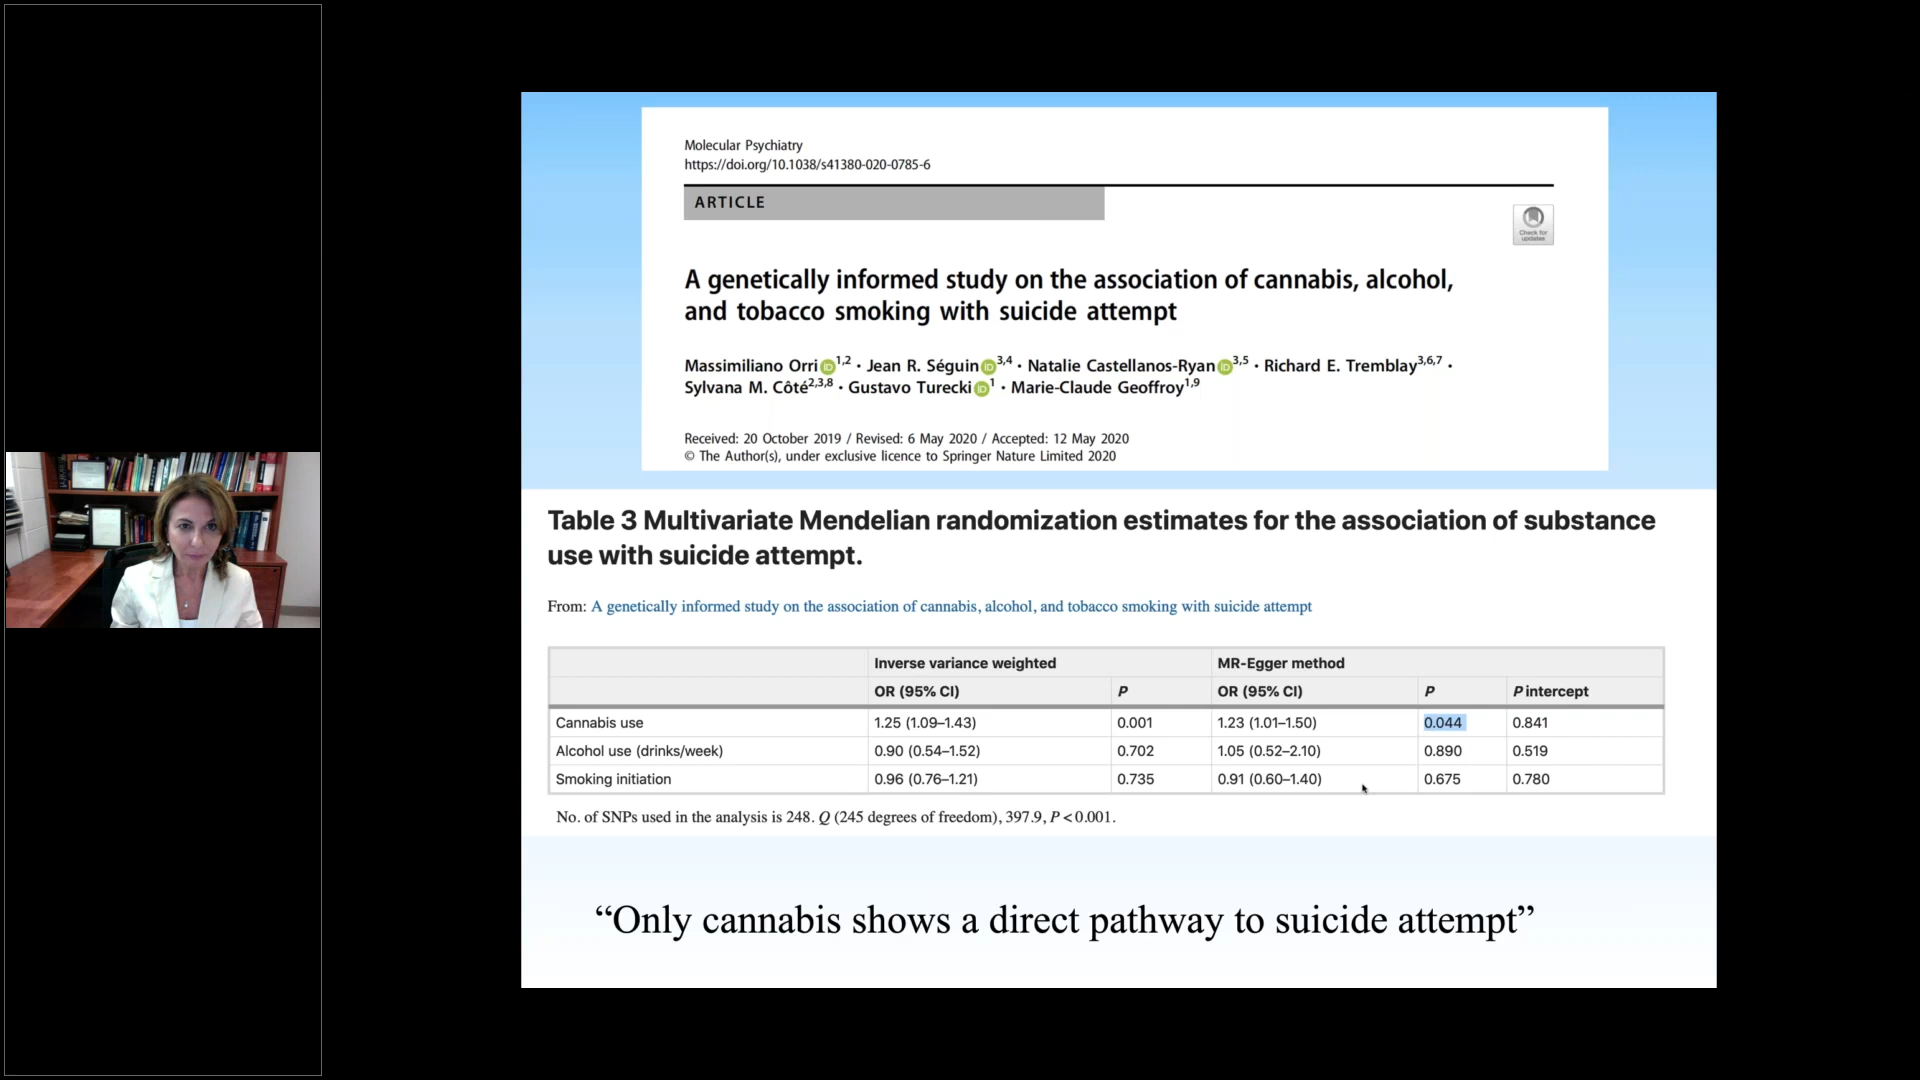 Molecular Psychiatry
https://doi.org/10.1038/s41380-020-0785-6
ARTICLE
Check for
updates
A genetically informed study on the association of cannabis, alcohol,
and tobacco smoking with suicide attempt
Massimiliano Orri iD 1,2 · Jean R. Séguin iD 3,4 · Natalie Castellanos-Ryan iD 3,5 · Richard E. Tremblay3,6,7 ·
Sylvana M. Côté2,3,8 · Gustavo Turecki iD 1 · Marie-Claude Geoffroy1,9
Received: 20 October 2019 / Revised: 6 May 2020 / Accepted: 12 May 2020
© The Author(s), under exclusive licence to Springer Nature Limited 2020
Table 3 Multivariate Mendelian randomization estimates for the association of substance
use with suicide attempt.
From: A genetically informed study on the association of cannabis, alcohol, and tobacco smoking with suicide attempt
Inverse variance weighted MR-Egger method
OR (95% CI) P OR (95% CI) P P intercept
Cannabis use 1.25 (1.09–1.43) 0.001 1.23 (1.01–1.50) 0.044 0.841
Alcohol use (drinks/week) 0.90 (0.54–1.52) 0.702 1.05 (0.52–2.10) 0.890 0.519
Smoking initiation 0.96 (0.76–1.21) 0.735 0.91 (0.60–1.40) 0.675 0.780
No. of SNPs used in the analysis is 248. Q (245 degrees of freedom), 397.9, P < 0.001.
“Only cannabis shows a direct pathway to suicide attempt”